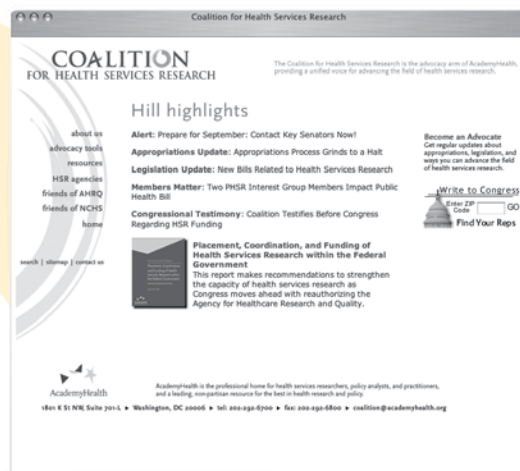 Coalition for Health Services Research
COALITION
FOR HEALTH SERVICES RESEARCH
The Coalition for Health Services Research is the advocacy arm of AcademyHealth,
providing a unified voice for advancing the field of health services research.
Hill highlights
about us
advocacy tools
resources
HSR agencies
friends of AHRQ
friends of NCHS
home
search | sitemap | contact us
Alert: Prepare for September: Contact Key Senators Now!
Appropriations Update: Appropriations Process Grinds to a Halt
Legislation Update: New Bills Related to Health Services Research
Members Matter: Two PHSR Interest Group Members Impact Public
Health Bill
Congressional Testimony: Coalition Testifies Before Congress
Regarding HSR Funding
Placement, Coordination, and Funding of
Health Services Research within the Federal
Government
This report makes recommendations to strengthen
the capacity of health services research as
Congress moves ahead with reauthorizing the
Agency for Healthcare Research and Quality.
Become an Advocate
Get regular updates about
appropriations, legislation, and
ways you can advance the field
of health services research.
Write to Congress
Enter ZIP
Code
GO
Find Your Reps
AcademyHealth
AcademyHealth is the professional home for health services researchers, policy analysts, and practitioners,
and a leading, non-partisan resource for the best in health research and policy.
1801 K St NW, Suite 701-L ▸ Washington, DC 20006 ▸ tel: 202-292-6700 ▸ fax: 202-292-6800 ▸ coalition@academyhealth.org